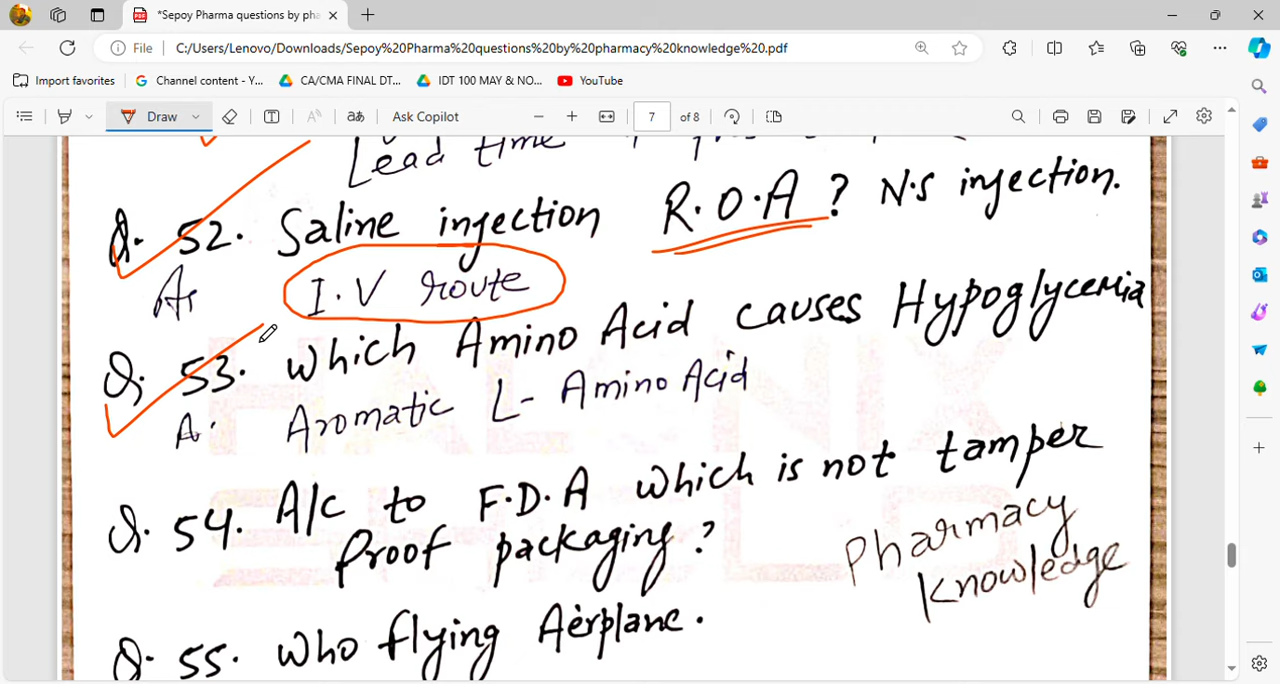 *Sepoy Pharma questions by pha
File C:/Users/Lenovo/Downloads/Sepoy%20Pharma%20questions%20by%20pharmacy%20knowledge%20.pdf
Import favorites Channel content - Y... CA/CMA FINAL DT... IDT 100 MAY & NO... YouTube
Draw aあ Ask Copilot 7 of 8
Lead time
Q. 52. Saline injection R.O.A? N.S injection.
I.V route
Q. 53. Which Amino Acid causes Hypoglycemia
A. Aromatic L- Amino Acid
Q. 54. A/c to F.D.A which is not tamper
Proof packaging?
Pharmacy
Knowledge
Q. 55. Who flying Aerplane.